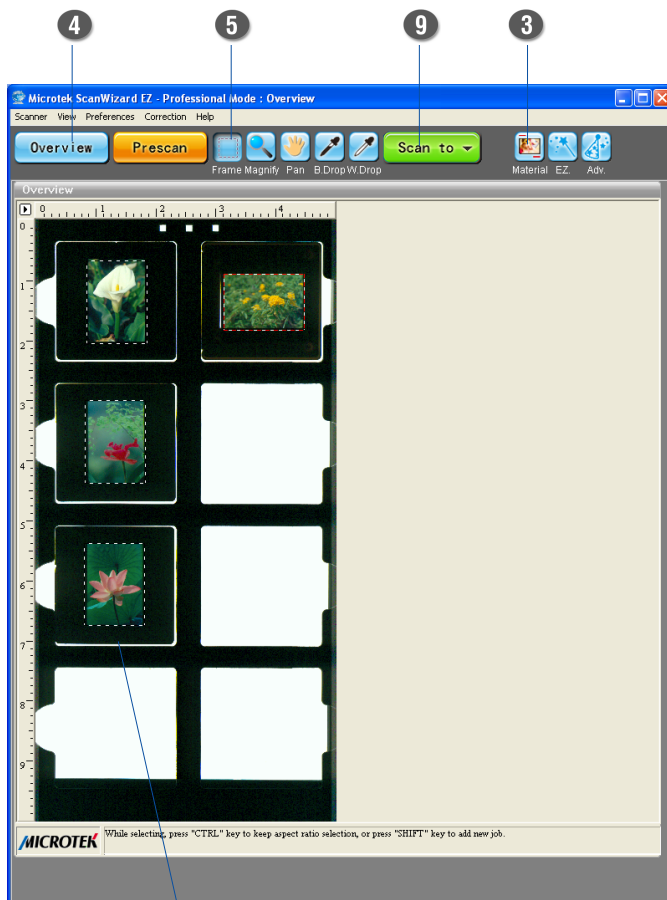 4 5 9 3
Microtek ScanWizard EZ - Professional Mode : Overview
Scanner View Preferences Correction Help
Overview Prescan Scan to
Frame Magnify Pan B.Drop W.Drop Material EZ. Adv.
Overview
0 1 2 3 4
0
1
2
3
4
5
6
7
8
9
MICROTEK While selecting, press "CTRL" key to keep aspect ratio selection, or press "SHIFT" key to add new job.